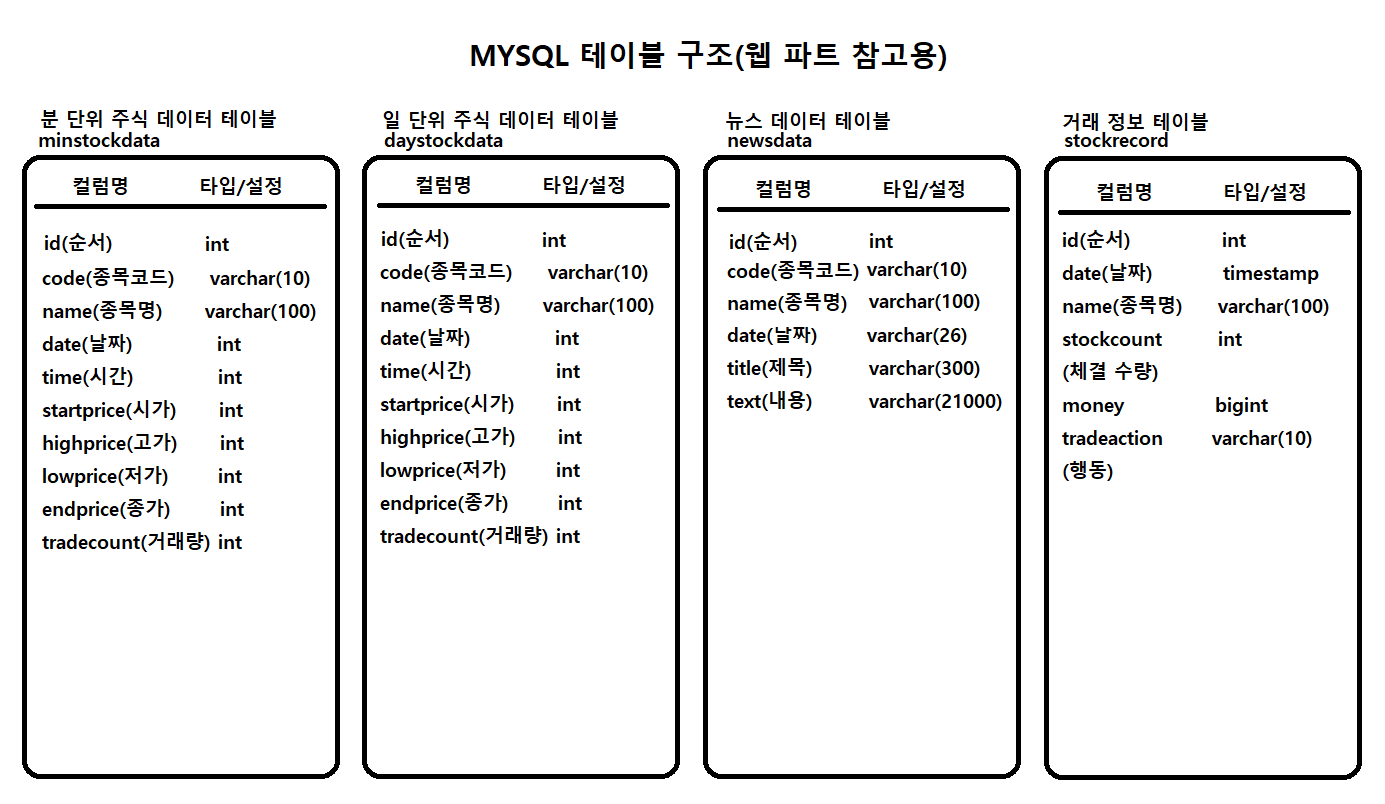 MYSQL 테이블 구조(웹 파트 참고용)
분 단위 주식 데이터 테이블
minstockdata
컬럼명 타입/설정
id(순서) int
code(종목코드) varchar(10)
name(종목명) varchar(100)
date(날짜) int
time(시간) int
startprice(시가) int
highprice(고가) int
lowprice(저가) int
endprice(종가) int
tradecount(거래량) int
일 단위 주식 데이터 테이블
daystockdata
컬럼명 타입/설정
id(순서) int
code(종목코드) varchar(10)
name(종목명) varchar(100)
date(날짜) int
time(시간) int
startprice(시가) int
highprice(고가) int
lowprice(저가) int
endprice(종가) int
tradecount(거래량) int
뉴스 데이터 테이블
newsdata
컬럼명 타입/설정
id(순서) int
code(종목코드) varchar(10)
name(종목명) varchar(100)
date(날짜) varchar(26)
title(제목) varchar(300)
text(내용) varchar(21000)
거래 정보 테이블
stockrecord
컬럼명 타입/설정
id(순서) int
date(날짜) timestamp
name(종목명) varchar(100)
stockcount int
(체결 수량)
money bigint
tradeaction varchar(10)
(행동)